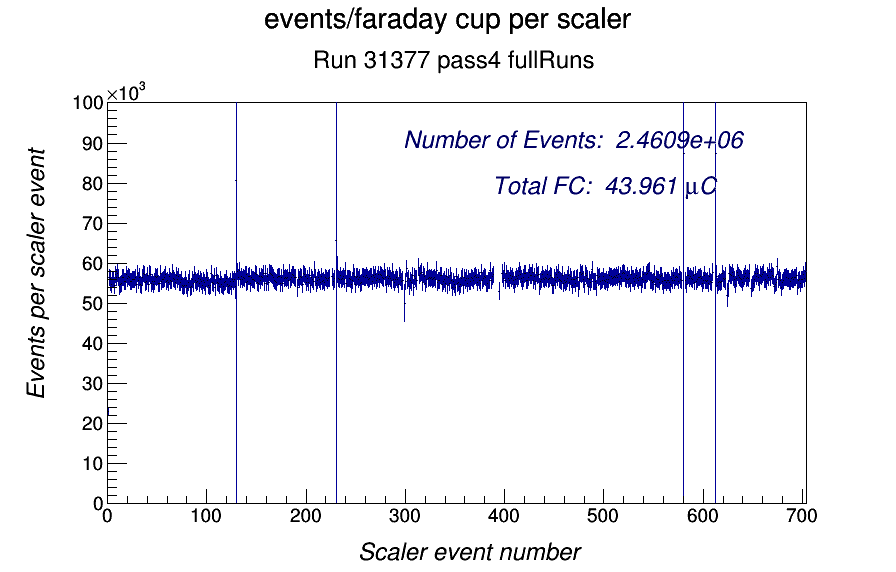 events/faraday cup per scaler
Run 31377 pass4 fullRuns
×10³
100
90
80
70
60
50
40
30
20
10
0
Events per scaler event
Number of Events: 2.4609e+06
Total FC: 43.961 μC
0 100 200 300 400 500 600 700
Scaler event number